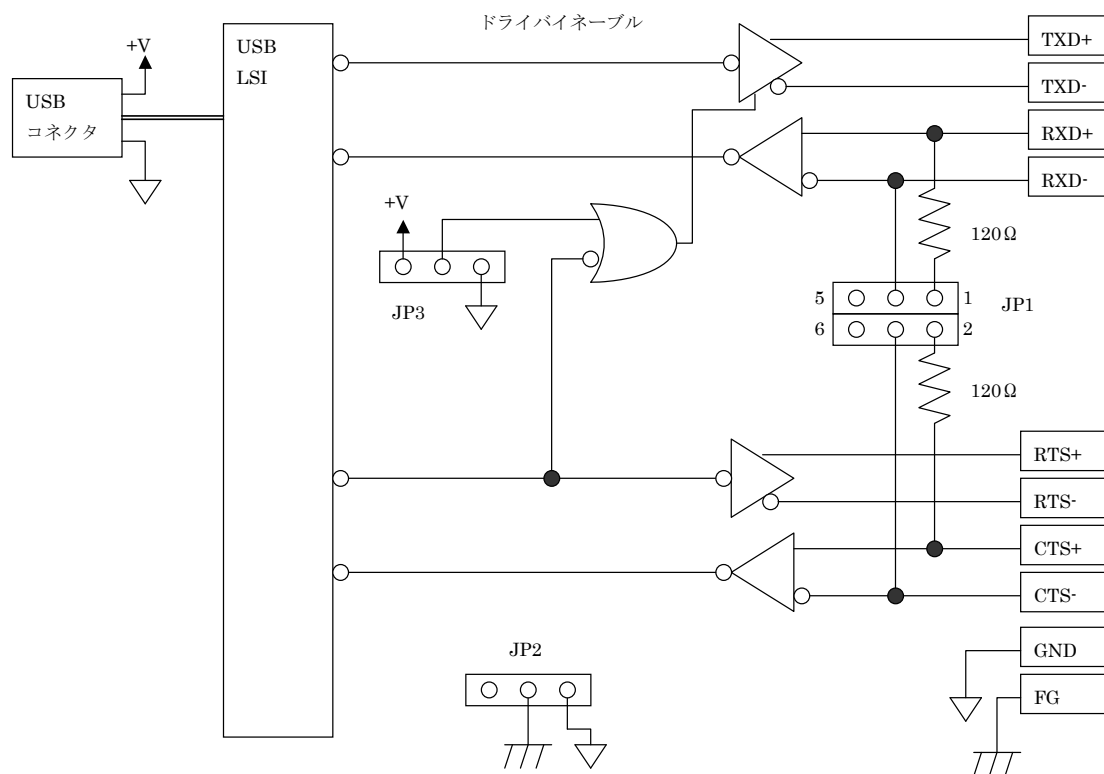 ドライバイネーブル
+V
USB
コネクタ
USB
LSI
TXD+
TXD-
RXD+
RXD-
+V
JP3
120Ω
5
1
JP1
6
2
120Ω
RTS+
RTS-
CTS+
CTS-
JP2
GND
FG